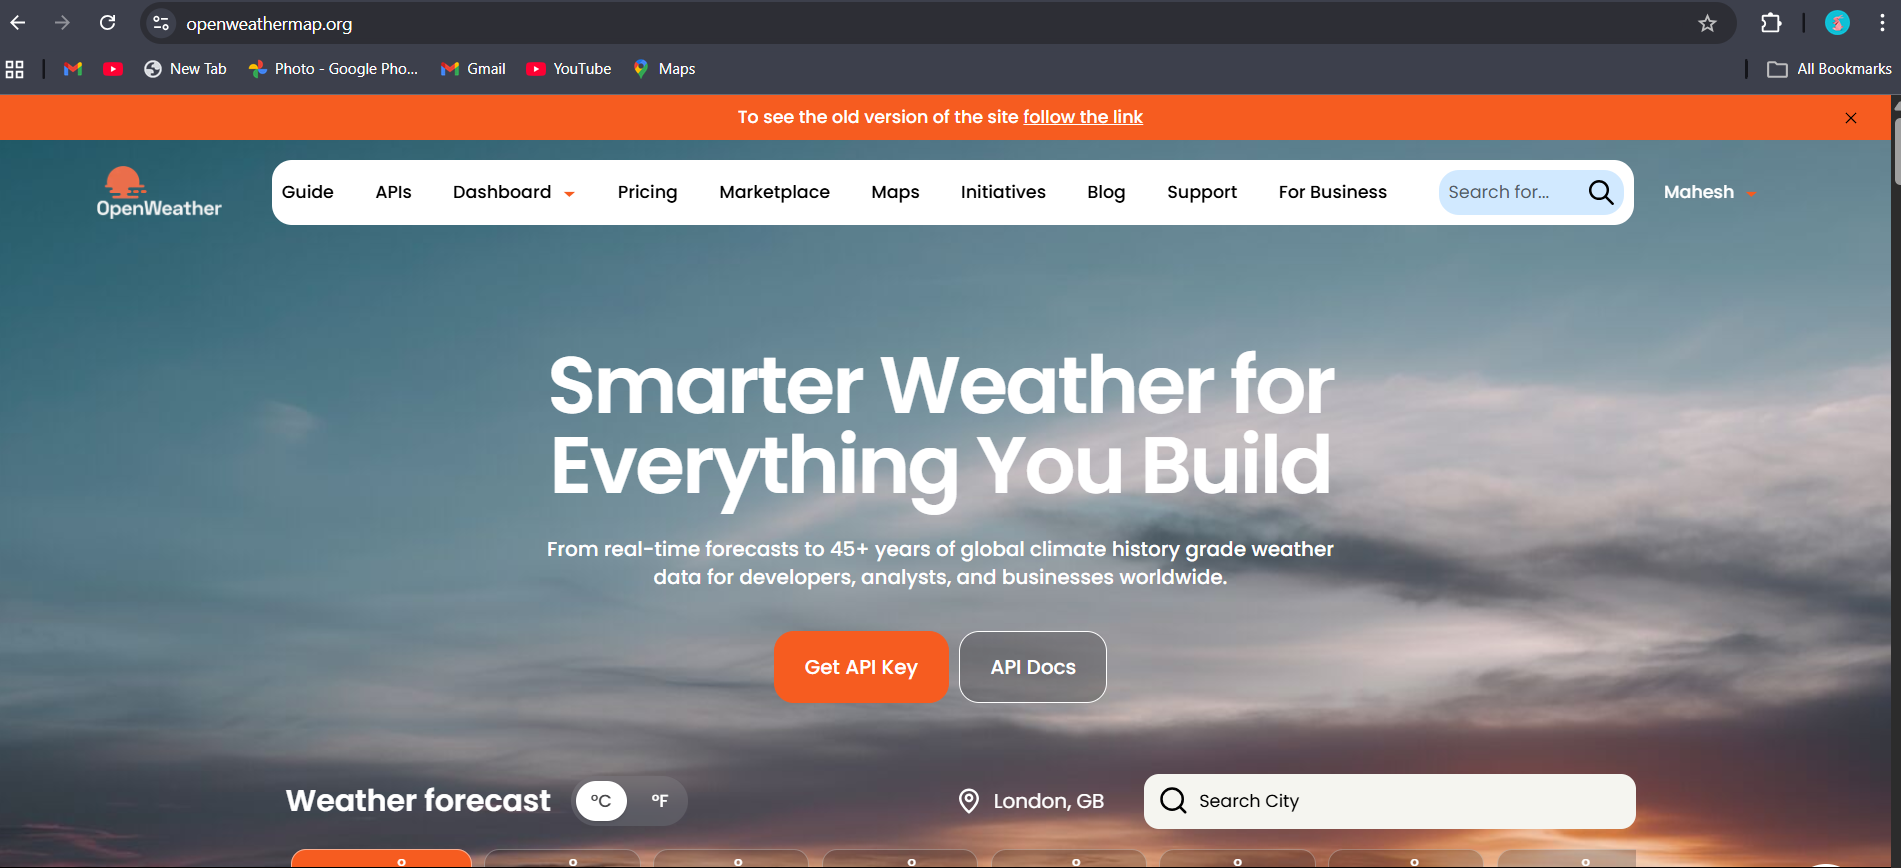 openweathermap.org
New Tab
Photo - Google Pho...
Gmail
YouTube
Maps
All Bookmarks
To see the old version of the site follow the link
OpenWeather
Guide
APIs
Dashboard
Pricing
Marketplace
Maps
Initiatives
Blog
Support
For Business
Search for...
Mahesh
Smarter Weather for
Everything You Build
From real-time forecasts to 45+ years of global climate history grade weather
data for developers, analysts, and businesses worldwide.
Get API Key
API Docs
Weather forecast
°C
°F
London, GB
Search City